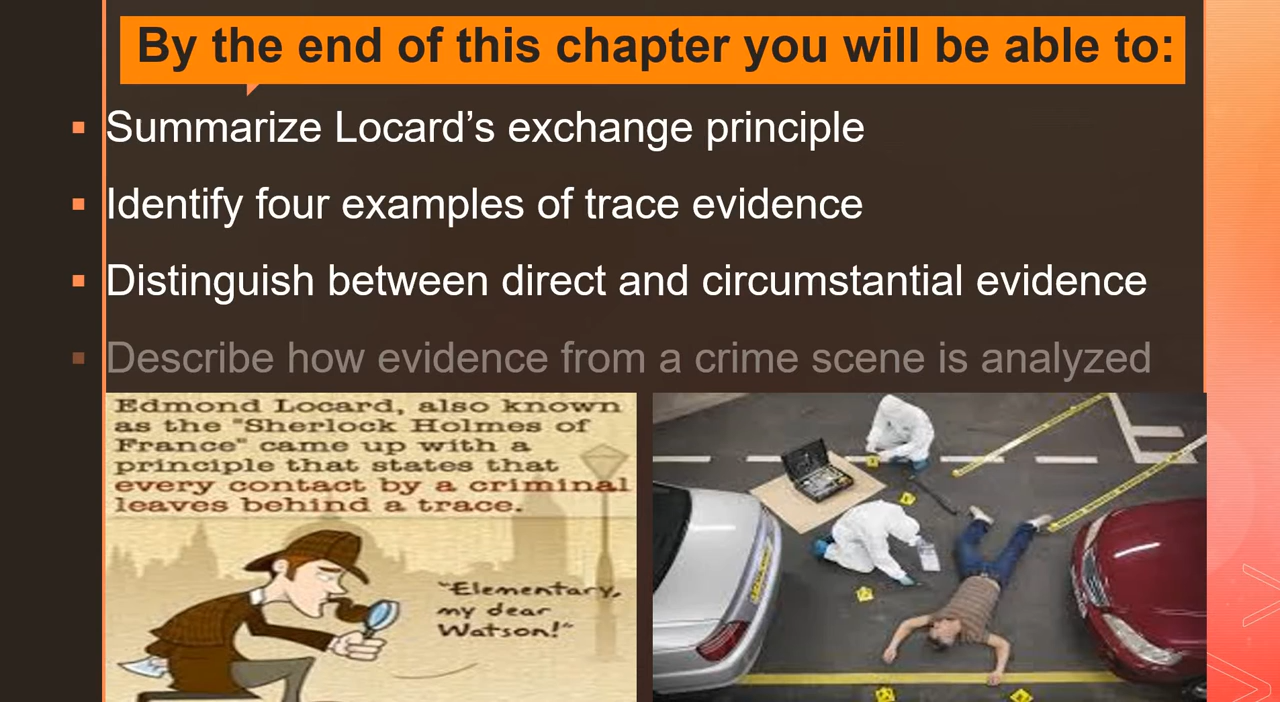 By the end of this chapter you will be able to:
Summarize Locard’s exchange principle
Identify four examples of trace evidence
Distinguish between direct and circumstantial evidence
Describe how evidence from a crime scene is analyzed
Edmond Locard, also known
as the "Sherlock Holmes of
France" came up with a
principle that states that
every contact by a criminal
leaves behind a trace.
"Elementary,
my dear
Watson!"